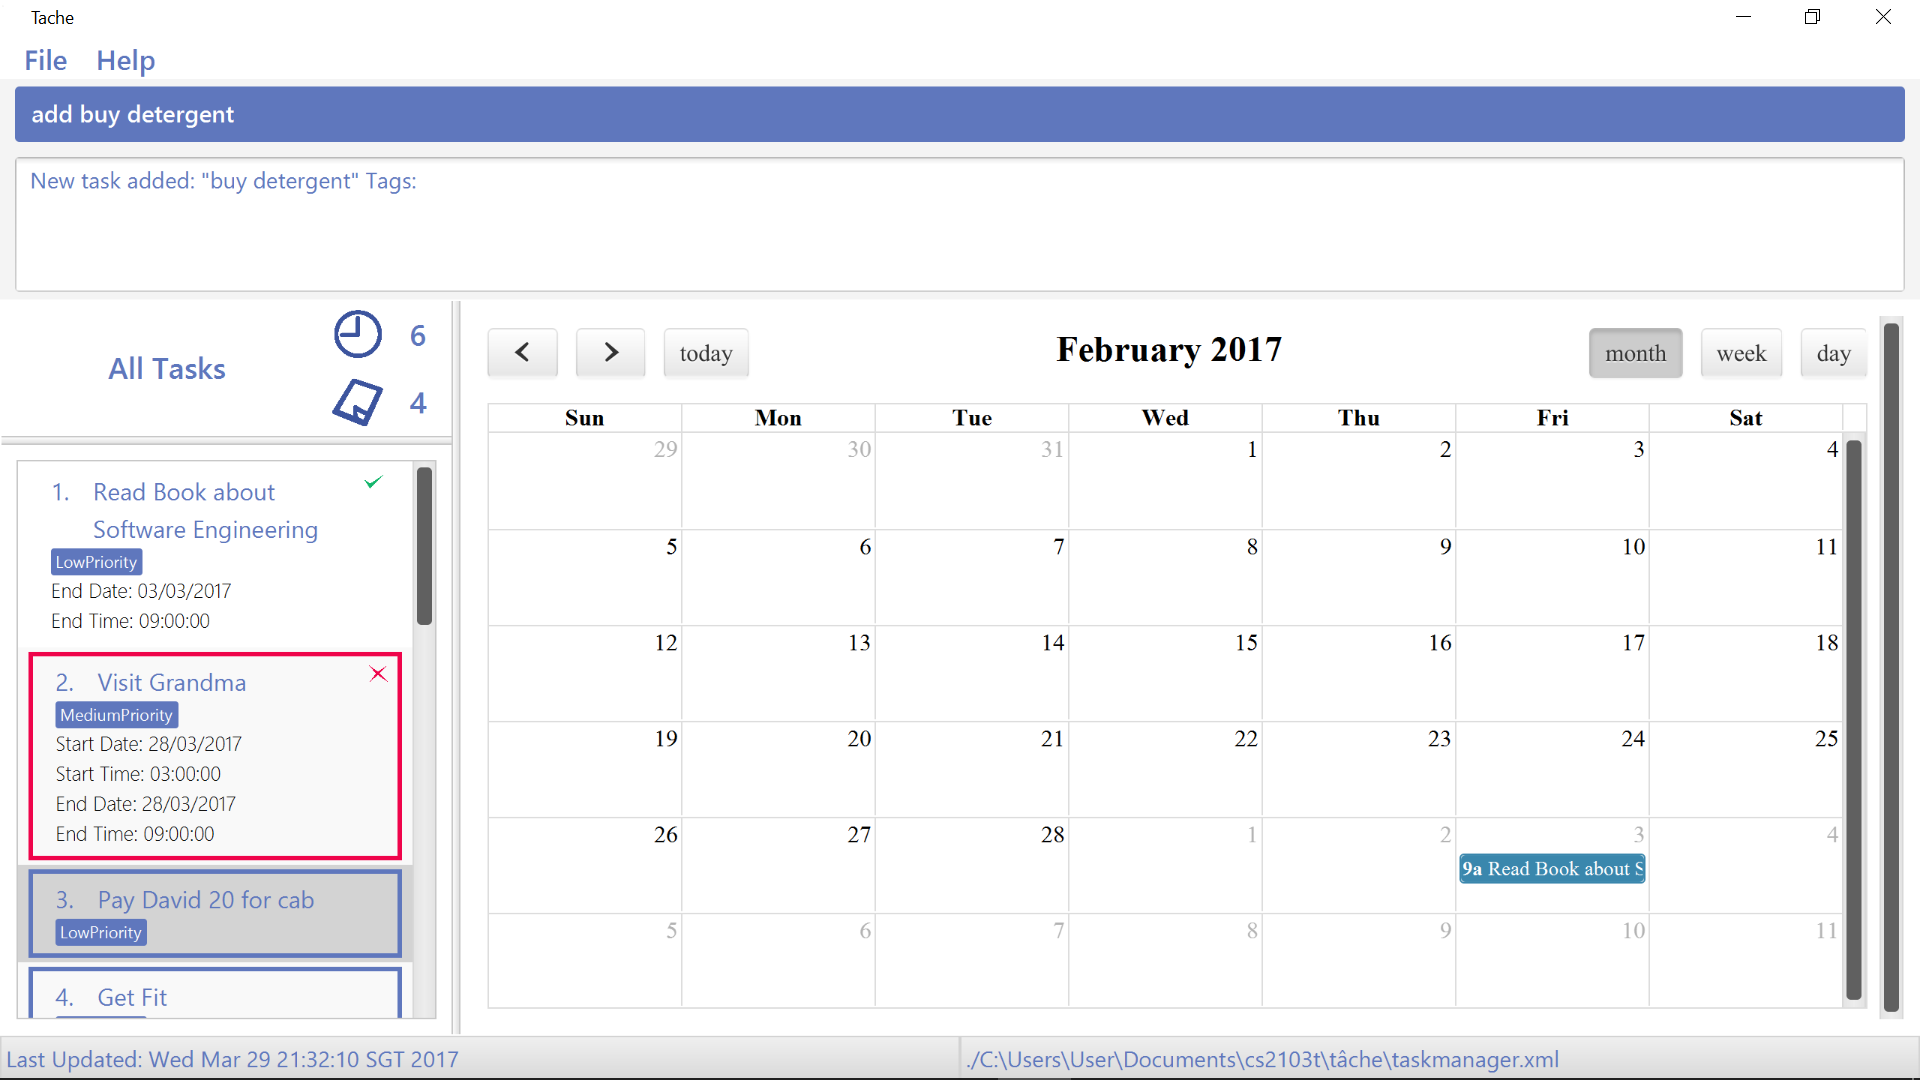 Tache
File Help
add buy detergent
New task added: "buy detergent" Tags:
All Tasks
6
4
1. Read Book about
Software Engineering
LowPriority
End Date: 03/03/2017
End Time: 09:00:00
2. Visit Grandma
MediumPriority
Start Date: 28/03/2017
Start Time: 03:00:00
End Date: 28/03/2017
End Time: 09:00:00
3. Pay David 20 for cab
LowPriority
4. Get Fit
today
February 2017
month week day
Sun Mon Tue Wed Thu Fri Sat
29 30 31 1 2 3 4
5 6 7 8 9 10 11
12 13 14 15 16 17 18
19 20 21 22 23 24 25
26 27 28 1 2 3 4
9a Read Book about S
5 6 7 8 9 10 11
Last Updated: Wed Mar 29 21:32:10 SGT 2017
./C:\Users\User\Documents\cs2103t\tâche\taskmanager.xml